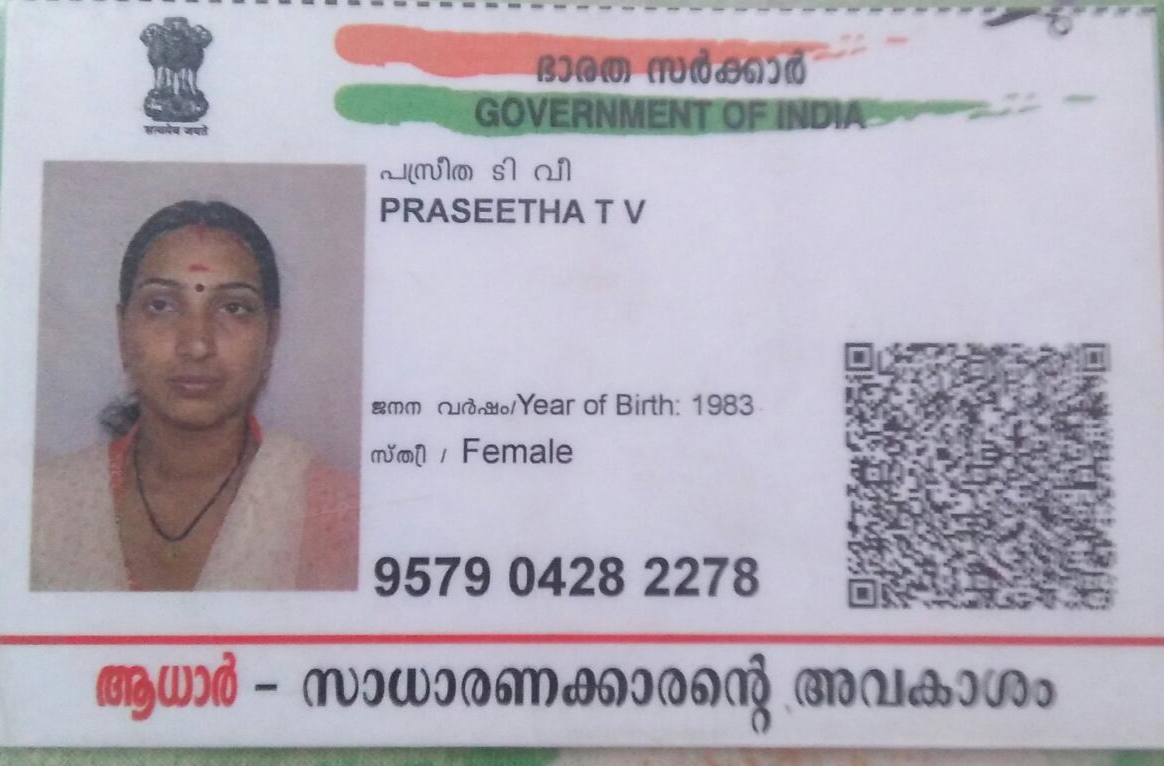 ഭാരത സർക്കാർ
GOVERNMENT OF INDIA
सत्यमेव जयते
പ്രസീത ടി വീ
PRASEETHA T V
ജനന വർഷം/Year of Birth: 1983
സ്ത്രീ / Female
9579 0428 2278
ആധാർ - സാധാരണക്കാരന്റെ അവകാശം